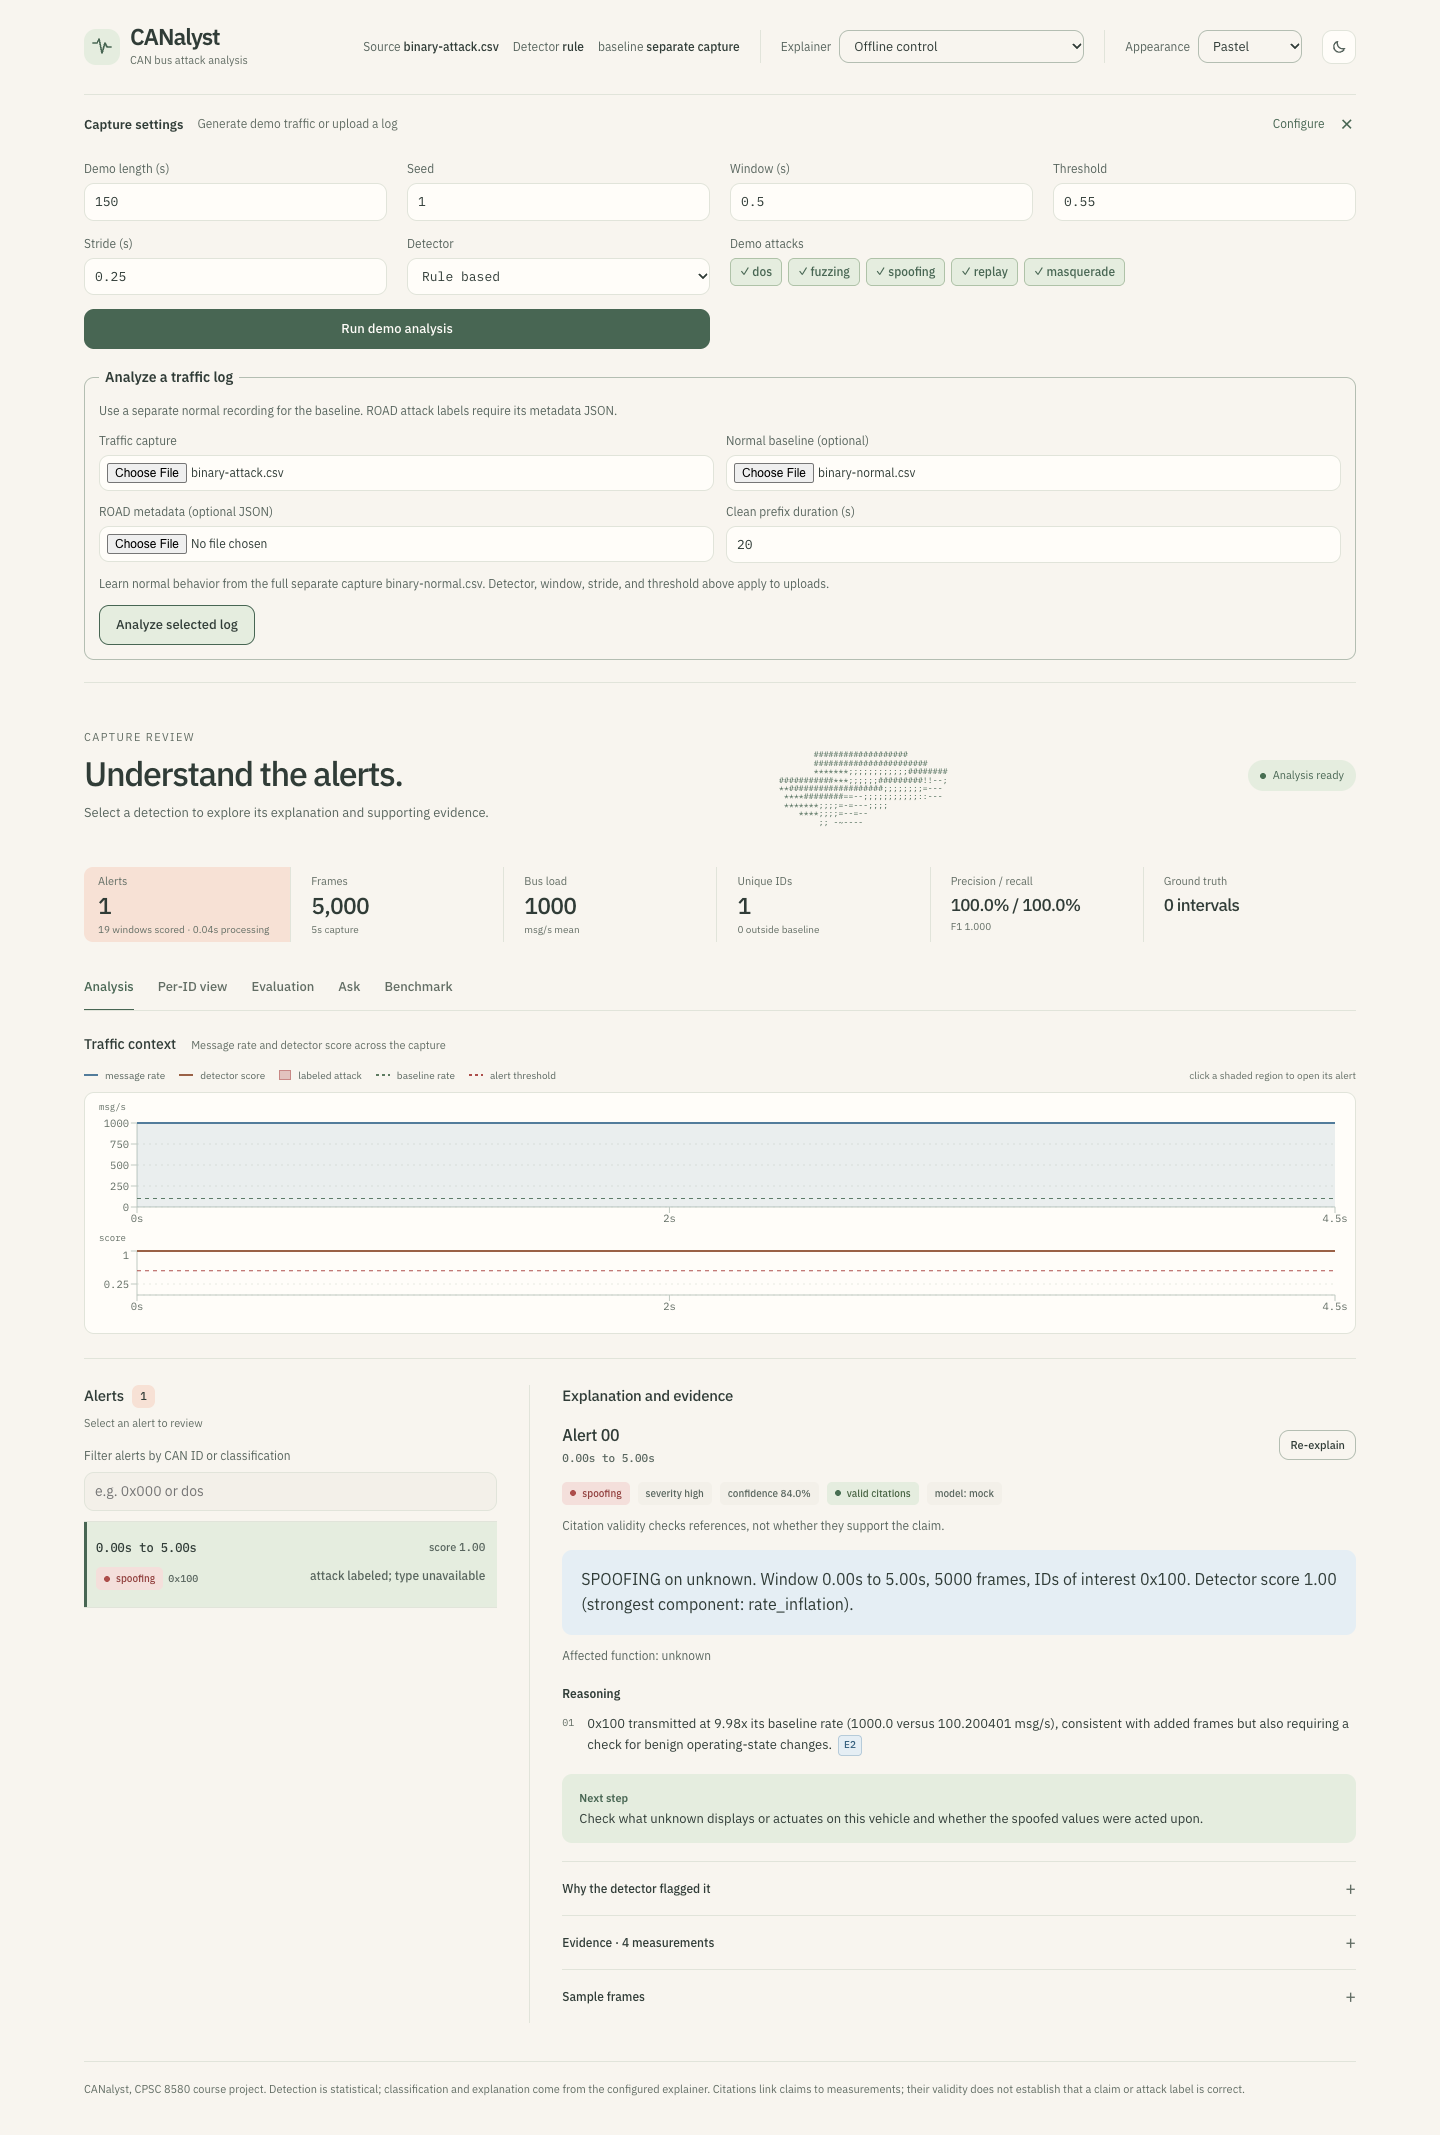 CANalyst
CAN bus attack analysis
Source binary-attack.csv Detector rule baseline separate capture
Explainer Offline control
Appearance Pastel
Capture settings Generate demo traffic or upload a log
Configure ✕
Demo length (s) Seed Window (s) Threshold
150 1 0.5 0.55
Stride (s) Detector Demo attacks
0.25 Rule based ✓ dos ✓ fuzzing ✓ spoofing ✓ replay ✓ masquerade
Run demo analysis
Analyze a traffic log
Use a separate normal recording for the baseline. ROAD attack labels require its metadata JSON.
Traffic capture Normal baseline (optional)
Choose File binary-attack.csv Choose File binary-normal.csv
ROAD metadata (optional JSON) Clean prefix duration (s)
Choose File No file chosen 20
Learn normal behavior from the full separate capture binary-normal.csv. Detector, window, stride, and threshold above apply to uploads.
Analyze selected log
CAPTURE REVIEW
Understand the alerts.
Select a detection to explore its explanation and supporting evidence.
Analysis ready
Alerts Frames Bus load Unique IDs Precision / recall Ground truth
1 5,000 1000 1 100.0% / 100.0% 0 intervals
19 windows scored · 0.04s processing 5s capture msg/s mean 0 outside baseline F1 1.000
Analysis Per-ID view Evaluation Ask Benchmark
Traffic context Message rate and detector score across the capture
message rate detector score labeled attack baseline rate alert threshold click a shaded region to open its alert
msg/s
1000
750
500
250
0
0s 2s 4.5s
score
1
0.25
0s 2s 4.5s
Alerts 1
Select an alert to review
Filter alerts by CAN ID or classification
e.g. 0x000 or dos
0.00s to 5.00s score 1.00
spoofing 0x100 attack labeled; type unavailable
Explanation and evidence
Alert 00
0.00s to 5.00s
Re-explain
spoofing severity high confidence 84.0% valid citations model: mock
Citation validity checks references, not whether they support the claim.
SPOOFING on unknown. Window 0.00s to 5.00s, 5000 frames, IDs of interest 0x100. Detector score 1.00
(strongest component: rate_inflation).
Affected function: unknown
Reasoning
01 0x100 transmitted at 9.98x its baseline rate (1000.0 versus 100.200401 msg/s), consistent with added frames but also requiring a
check for benign operating-state changes. E2
Next step
Check what unknown displays or actuates on this vehicle and whether the spoofed values were acted upon.
Why the detector flagged it +
Evidence · 4 measurements +
Sample frames +
CANalyst, CPSC 8580 course project. Detection is statistical; classification and explanation come from the configured explainer. Citations link claims to measurements; their validity does not establish that a claim or attack label is correct.